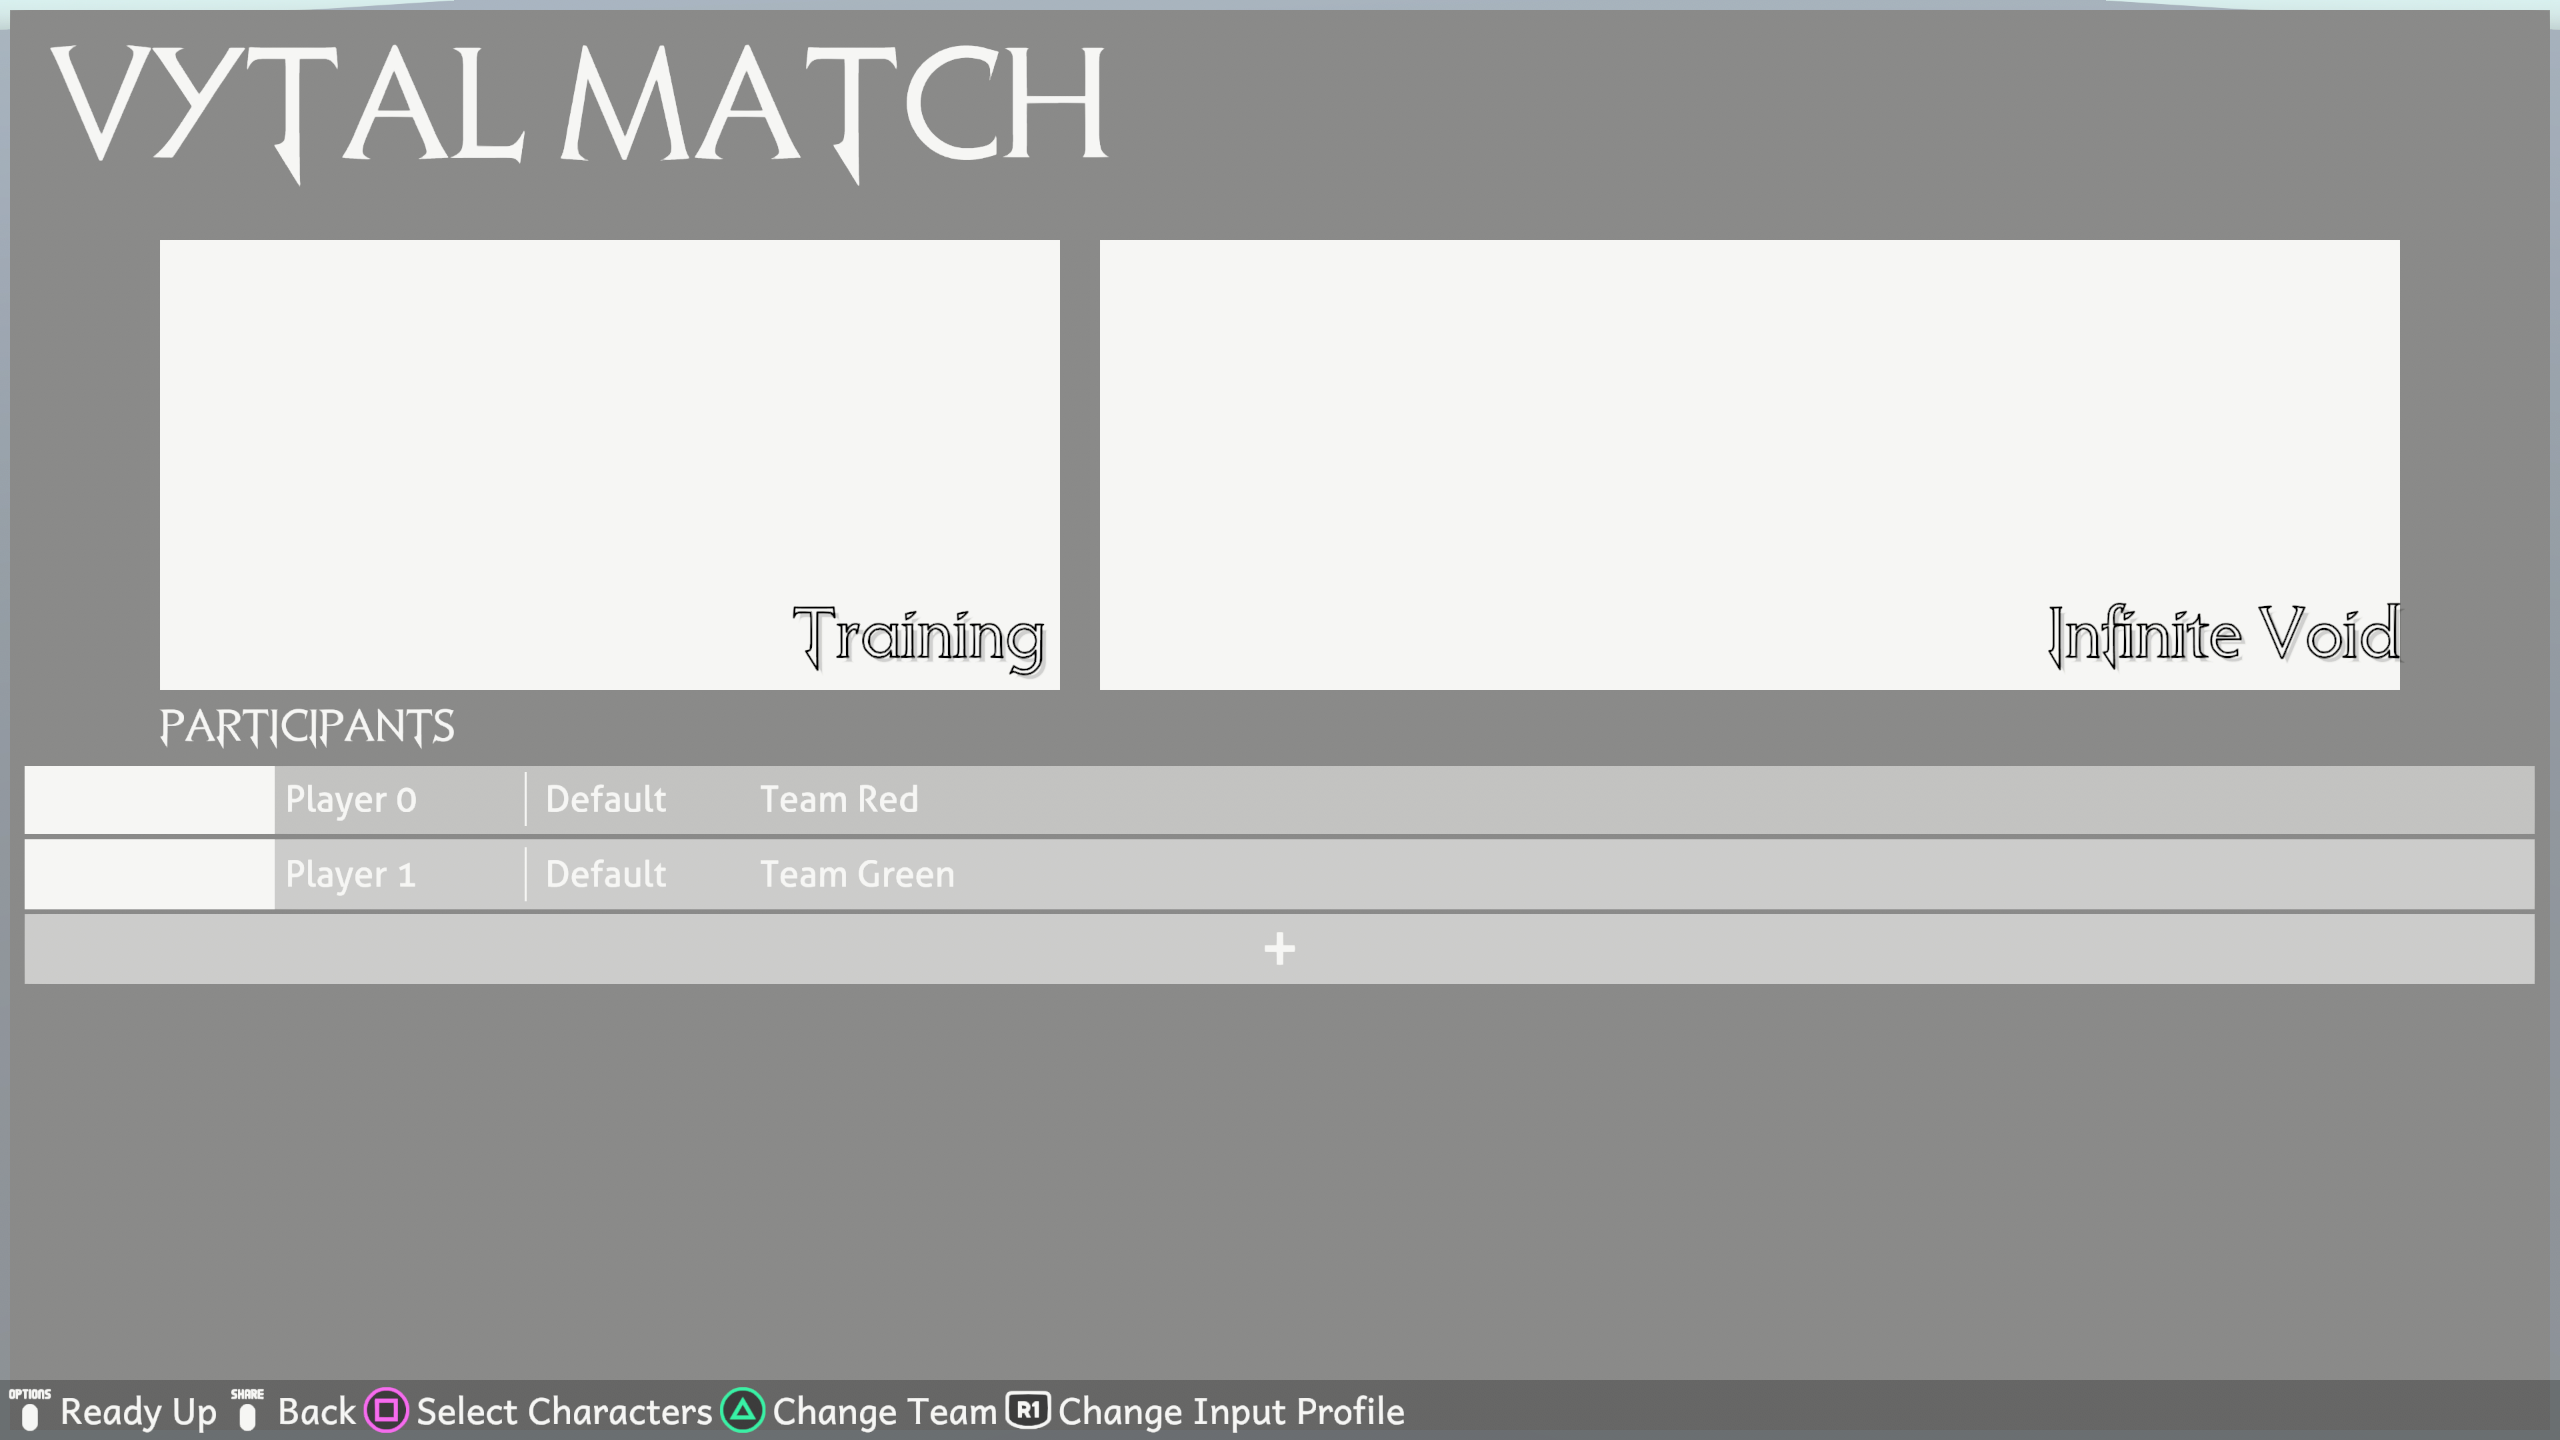 VYTAL MATCH
Training
Infinite Void
PARTICIPANTS
Player 0 Default Team Red
Player 1 Default Team Green
+
OPTIONS Ready Up SHARE Back Select Characters Change Team R1 Change Input Profile